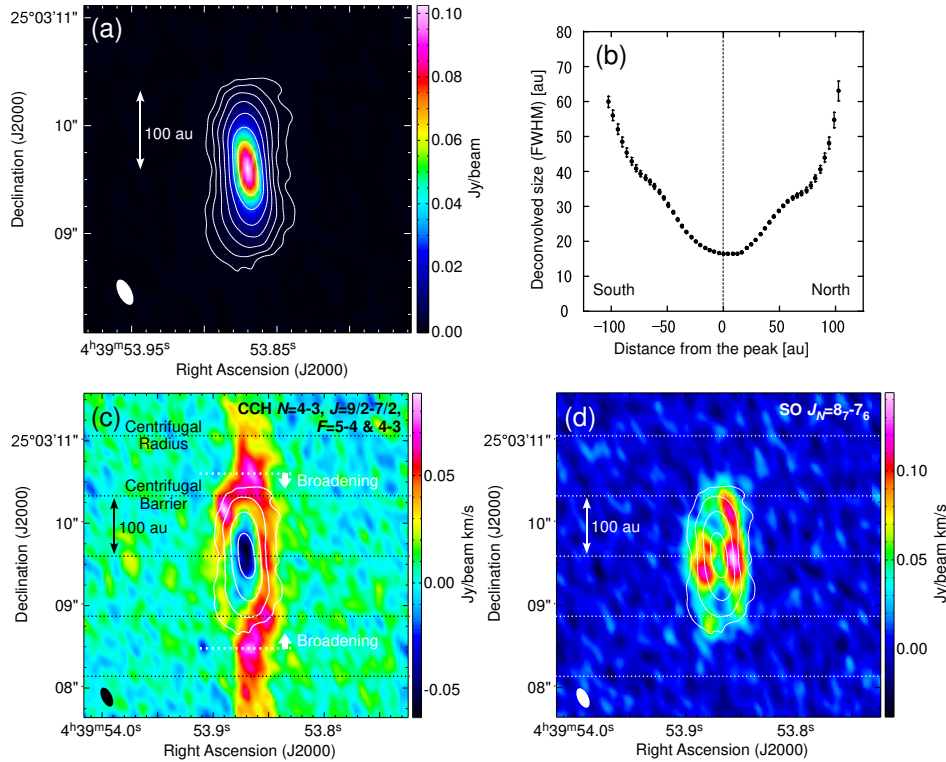 (a)
25°03′11″
10″
09″
100 au
Declination (J2000)
4ʰ39ᵐ53.95ˢ
53.85ˢ
Right Ascension (J2000)
0.10
0.08
0.06
0.04
0.02
0.00
Jy/beam
(b)
80
70
60
50
40
30
20
10
0
Deconvolved size (FWHM) [au]
South
North
−100
−50
0
50
100
Distance from the peak [au]
(c)
CCH N=4-3, J=9/2-7/2,
F=5-4 & 4-3
25°03′11″
10″
09″
08″
Centrifugal
Radius
Broadening
Centrifugal
Barrier
100 au
Broadening
Declination (J2000)
4ʰ39ᵐ54.0ˢ
53.9ˢ
Right Ascension (J2000)
0.05
0.00
-0.05
Jy/beam km/s
(d)
SO J_N=8₇-7₆
25°03′11″
10″
09″
08″
100 au
Declination (J2000)
4ʰ39ᵐ54.0ˢ
53.9ˢ
Right Ascension (J2000)
0.10
0.05
0.00
Jy/beam km/s